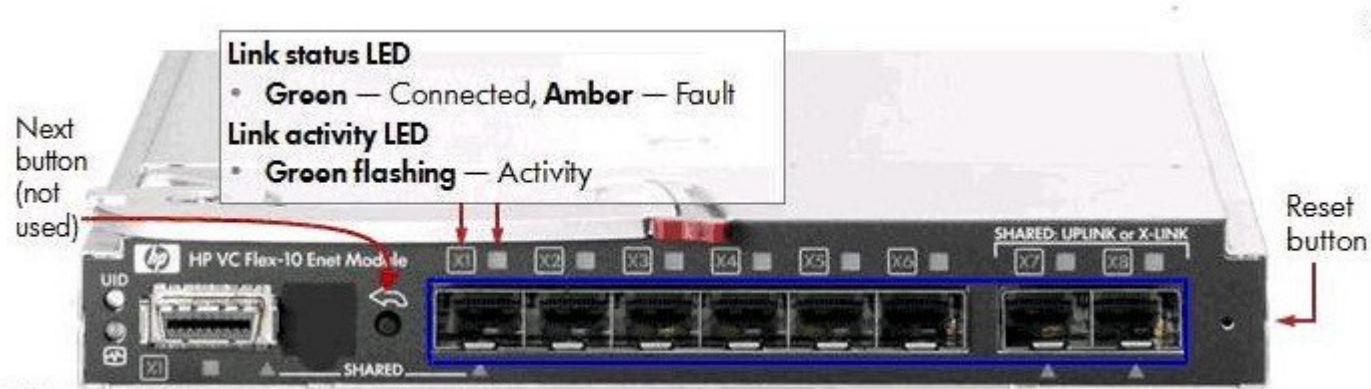 Link status LED
• Green — Connected, Amber — Fault
Link activity LED
• Green flashing — Activity
Next
button
(not
used)
Reset
button
SHARED: UPLINK or X-LINK
hp HP VC Flex-10 Enet Module
X1 X2 X3 X4 X5 X6 X7 X8
UID
X1
SHARED